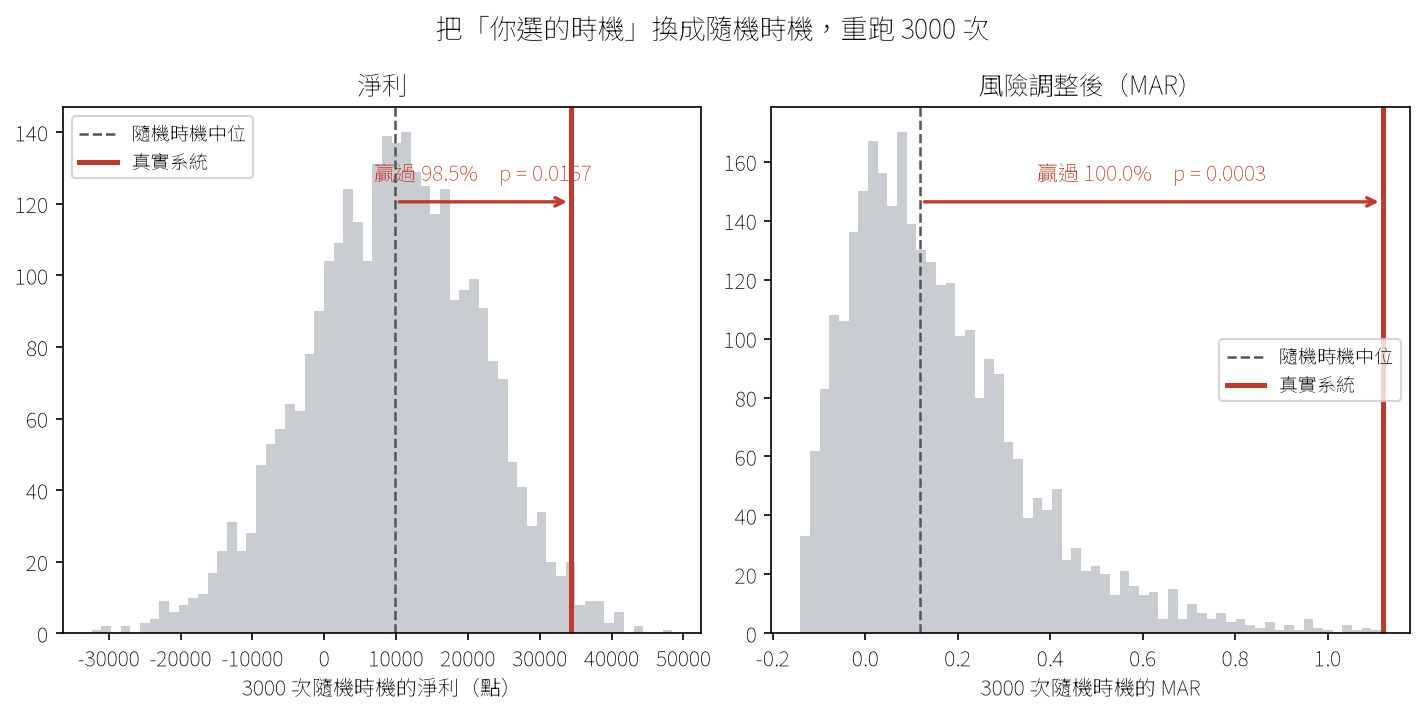 把「你選的時機」換成隨機時機，重跑 3000 次
淨利
隨機時機中位
真實系統
贏過 98.5% p = 0.0157
140
120
100
80
60
40
20
0
-30000 -20000 -10000 0 10000 20000 30000 40000 50000
3000 次隨機時機的淨利（點）
風險調整後（MAR）
贏過 100.0% p = 0.0003
隨機時機中位
真實系統
160
140
120
100
80
60
40
20
0
-0.2 0.0 0.2 0.4 0.6 0.8 1.0
3000 次隨機時機的 MAR